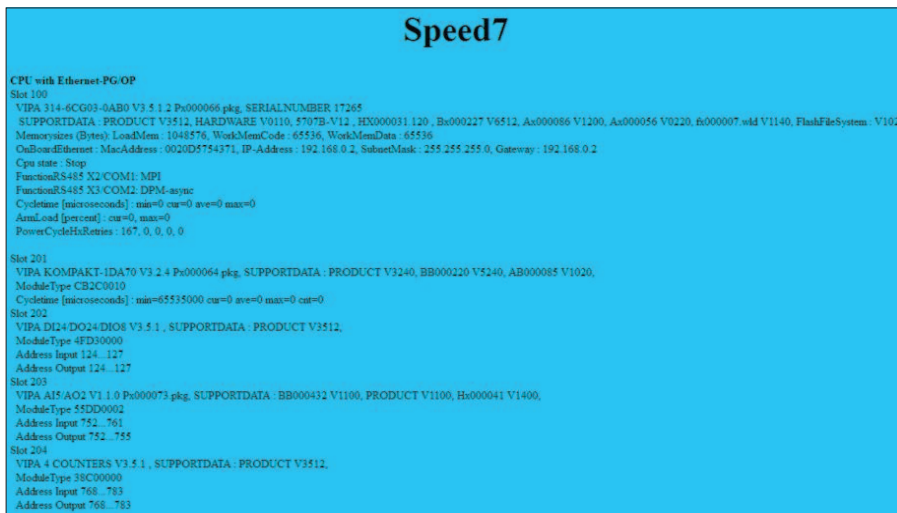 Speed7
CPU with Ethernet-PG/OP
Slot 100
VIPA 314-6CG03-0AB0 V3.5.1.2 Px000066.pkg, SERIALNUMBER 17265
SUPPORTDATA : PRODUCT V3512, HARDWARE V0110, 5707B-V12 , HX000031.120 , Bx000227 V6512, Ax000086 V1200, Ax000056 V0220, fx000007.wld V1140, FlashFileSystem : V102
Memorysizes (Bytes): LoadMem : 1048576, WorkMemCode : 65536, WorkMemData : 65536
OnBoardEthernet : MacAddress : 0020D5754371, IP-Address : 192.168.0.2, SubnetMask : 255.255.255.0, Gateway : 192.168.0.2
Cpu state : Stop
FunctionRS485 X2/COM1: MPI
FunctionRS485 X3/COM2: DPM-async
Cycletime [microseconds] : min=0 cur=0 ave=0 max=0
ArmLoad [percent] : cur=0, max=0
PowerCycleHxRetries : 167, 0, 0, 0, 0
Slot 201
VIPA KOMPAKT-1DA70 V3.2.4 Px000064.pkg, SUPPORTDATA : PRODUCT V3240, BB000220 V5240, AB000085 V1020,
ModuleType CB2C0010
Cycletime [microseconds] : min=65535000 cur=0 ave=0 max=0 cnt=0
Slot 202
VIPA DI24/DO24/DIO8 V3.5.1 , SUPPORTDATA : PRODUCT V3512,
ModuleType 4FD30000
Address Input 124...127
Address Output 124...127
Slot 203
VIPA AI5/AO2 V1.1.0 Px000073.pkg, SUPPORTDATA : BB000432 V1100, PRODUCT V1100, Hx000041 V1400,
ModuleType 55DD0002
Address Input 752...761
Address Output 752...755
Slot 204
VIPA 4 COUNTERS V3.5.1 , SUPPORTDATA : PRODUCT V3512,
ModuleType 38C00000
Address Input 768...783
Address Output 768...783